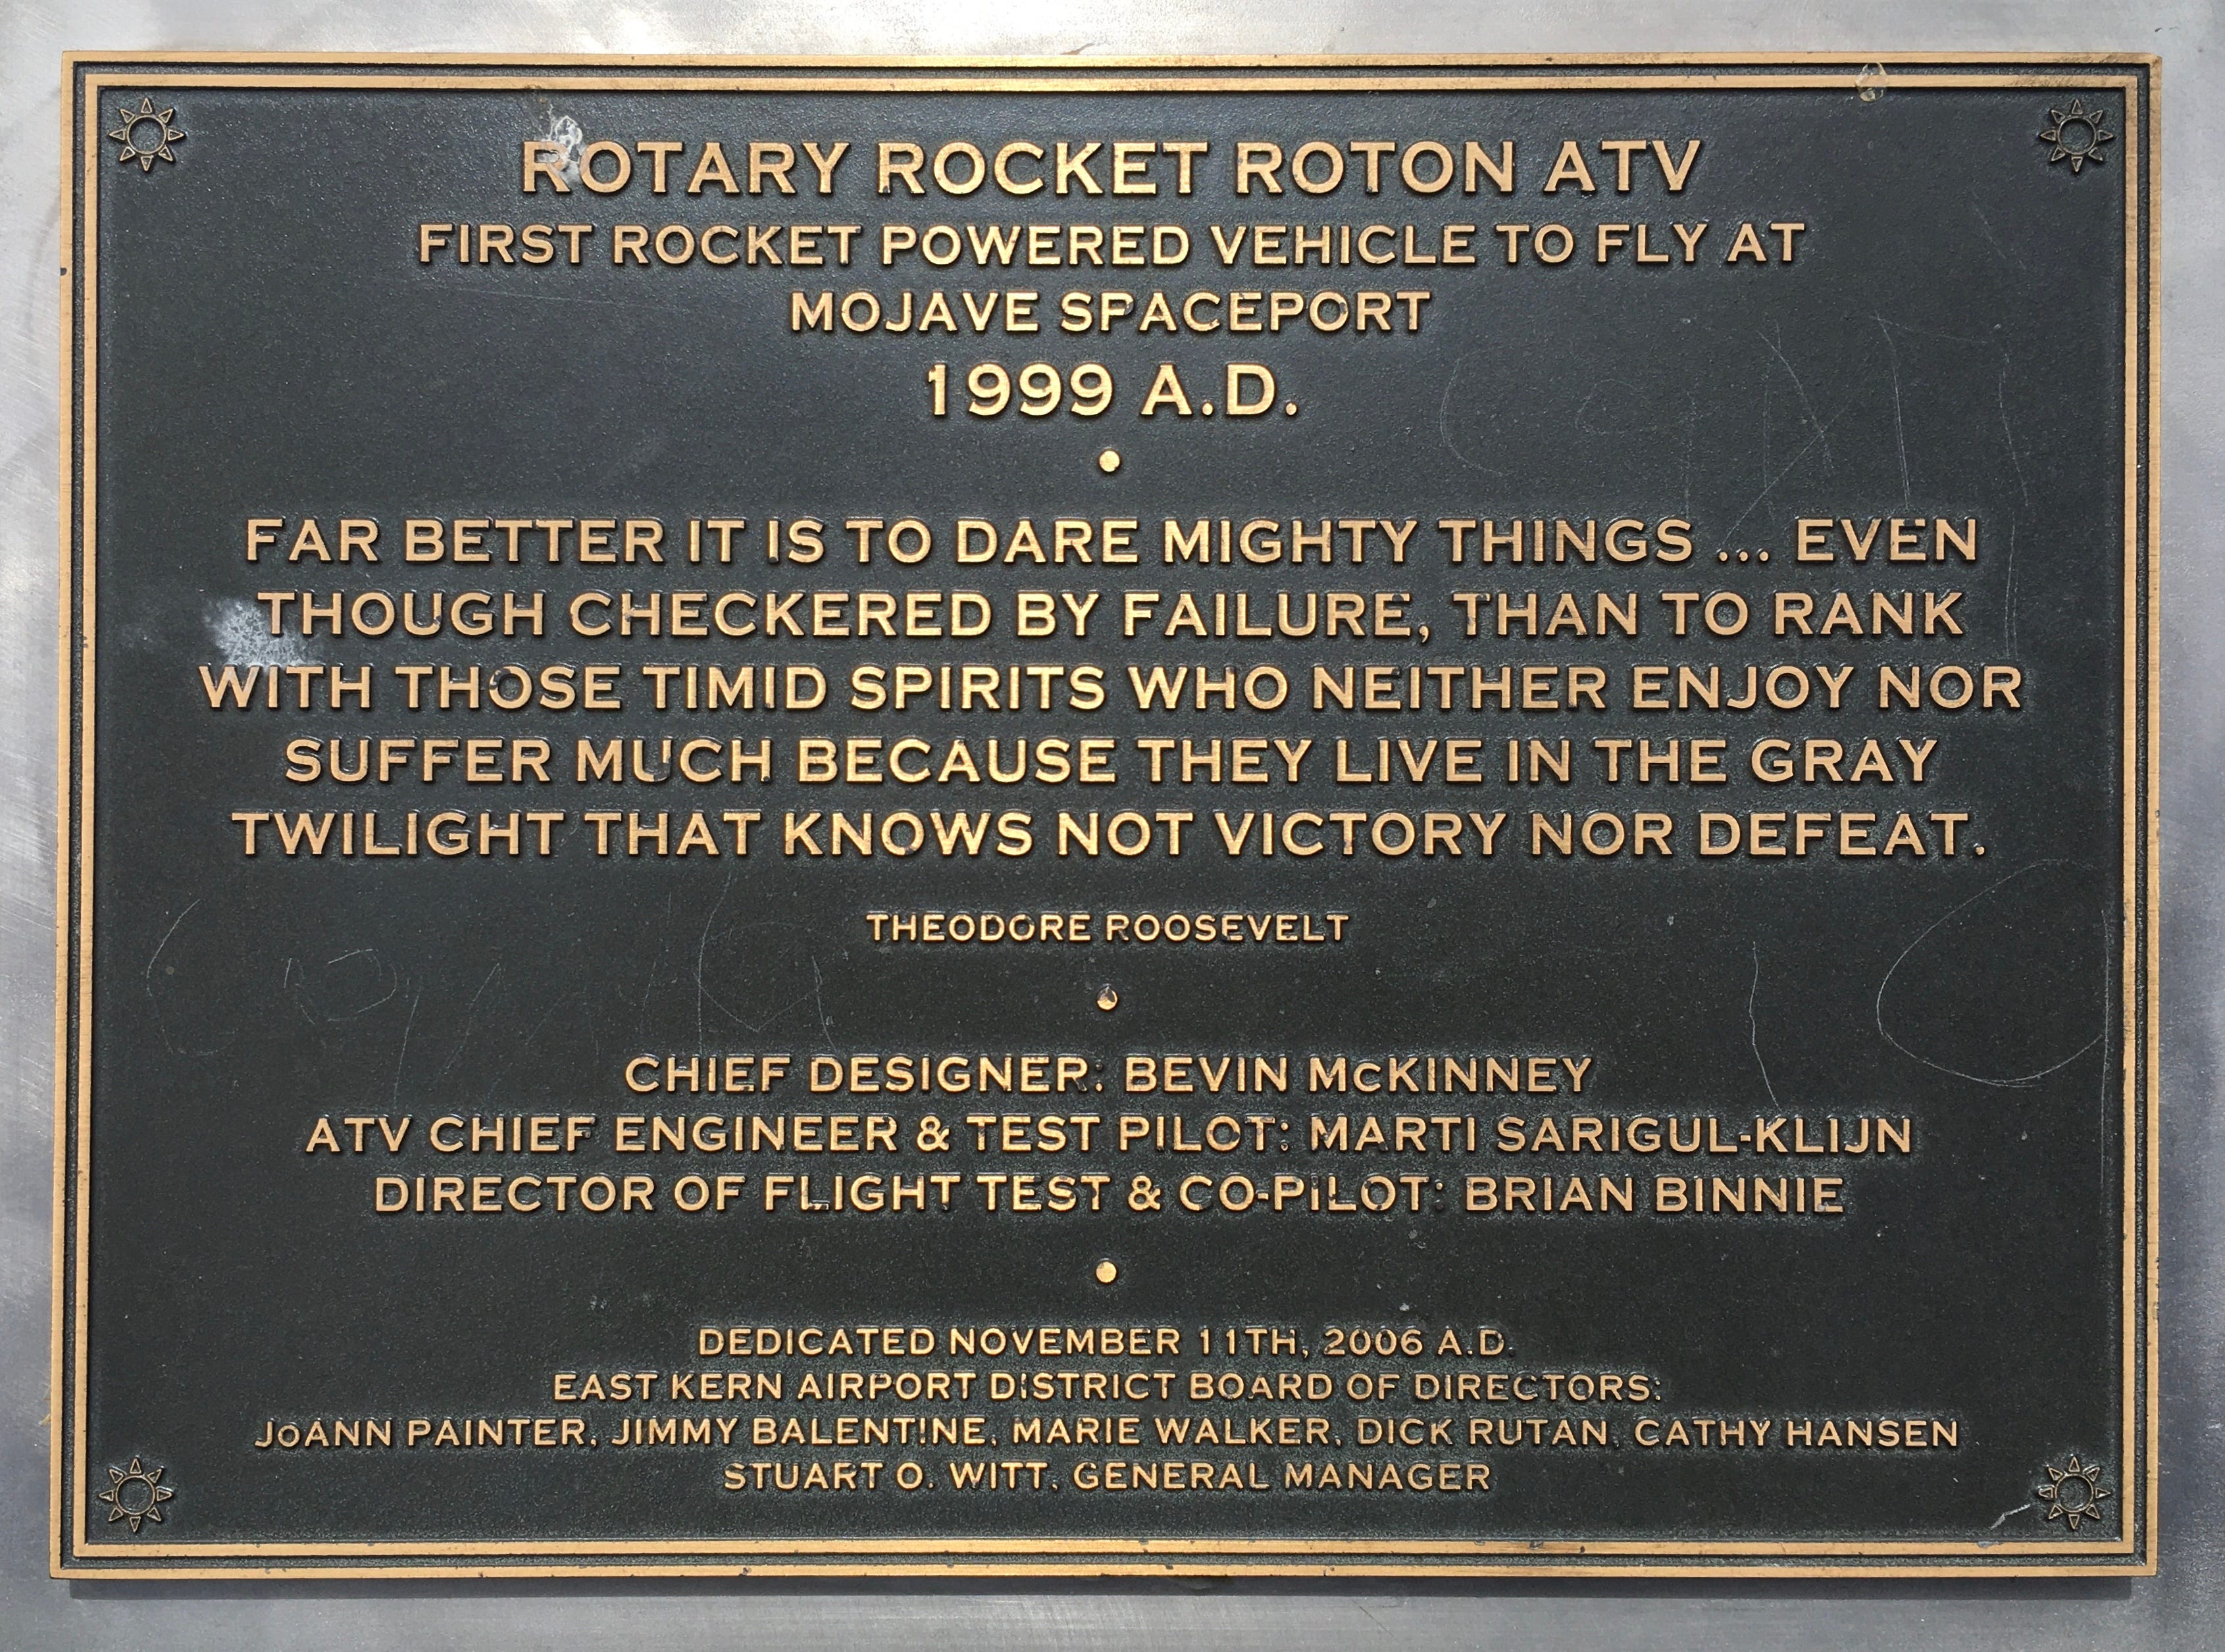 ROTARY ROCKET ROTON ATV
FIRST ROCKET POWERED VEHICLE TO FLY AT
MOJAVE SPACEPORT
1999 A.D.
FAR BETTER IT IS TO DARE MIGHTY THINGS ... EVEN
THOUGH CHECKERED BY FAILURE, THAN TO RANK
WITH THOSE TIMID SPIRITS WHO NEITHER ENJOY NOR
SUFFER MUCH BECAUSE THEY LIVE IN THE GRAY
TWILIGHT THAT KNOWS NOT VICTORY NOR DEFEAT.
THEODORE ROOSEVELT
CHIEF DESIGNER: BEVIN McKINNEY
ATV CHIEF ENGINEER & TEST PILOT: MARTI SARIGUL-KLIJN
DIRECTOR OF FLIGHT TEST & CO-PILOT: BRIAN BINNIE
DEDICATED NOVEMBER 11TH, 2006 A.D.
EAST KERN AIRPORT DISTRICT BOARD OF DIRECTORS:
JoANN PAINTER, JIMMY BALENTINE, MARIE WALKER, DICK RUTAN, CATHY HANSEN
STUART O. WITT, GENERAL MANAGER